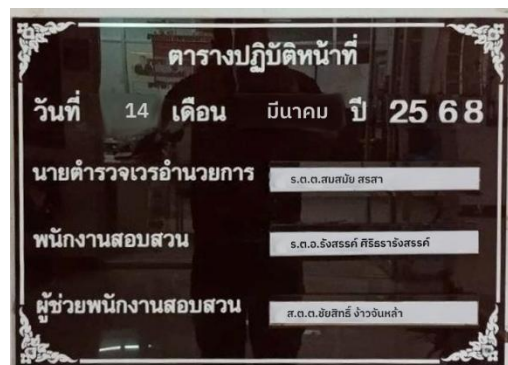 ตารางปฏิบัติหน้าที่
วันที่ 14 เดือน มีนาคม ปี 2568
นายตำรวจเวรอำนวยการ ร.ต.ต.สมสมัย สรสา
พนักงานสอบสวน ร.ต.อ.รังสรรค์ ศิริธรารังสรรค์
ผู้ช่วยพนักงานสอบสวน ส.ต.ต.ชัยสิทธิ์ ง้าวจันหล้า